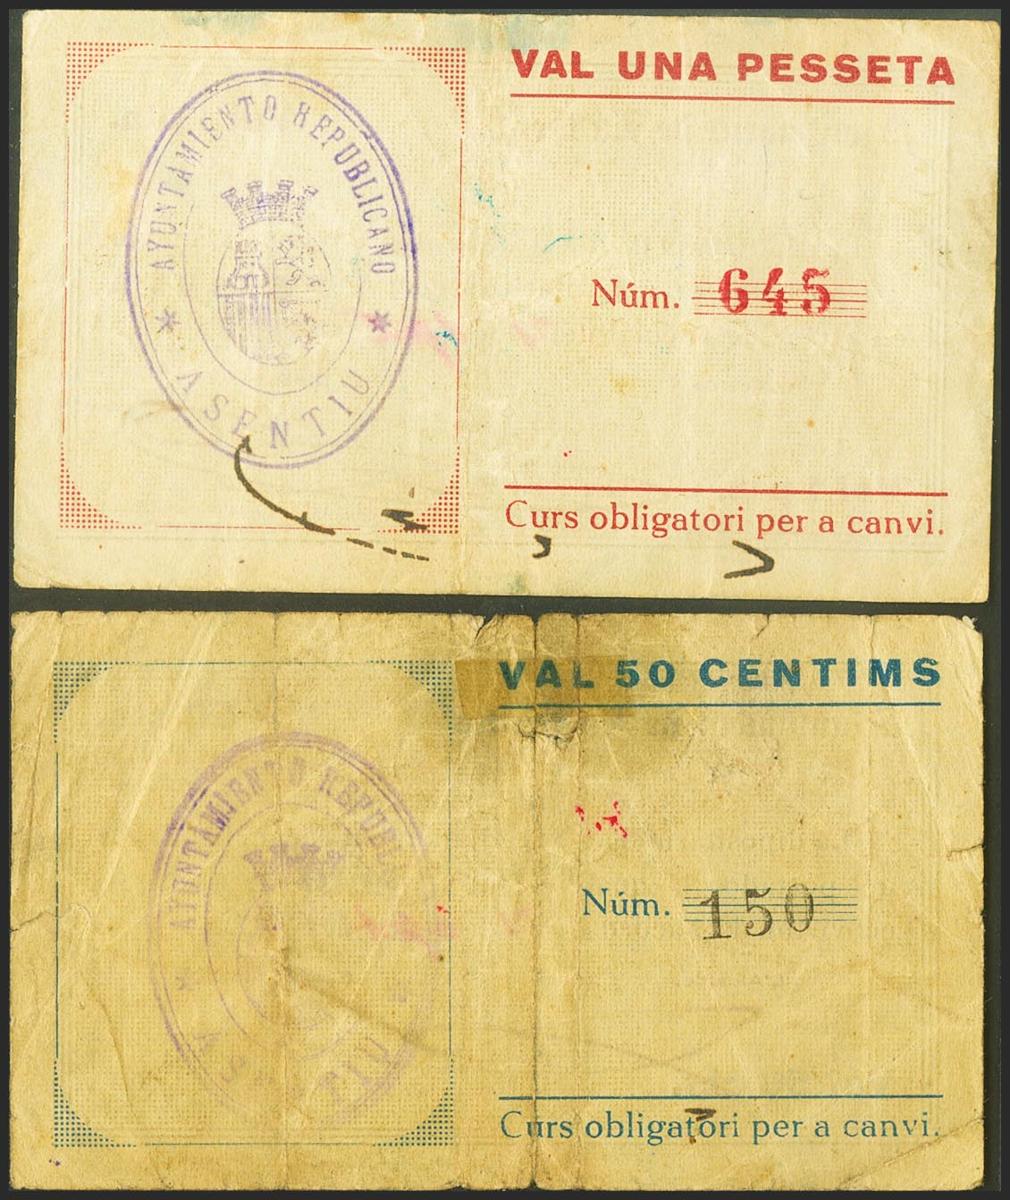 AYUNTAMIENTO REPUBLICANO
ASENTIU
VAL UNA PESSETA
Núm. 645
Curs obligatori per a canvi.
AYUNTAMIENTO
VAL 50 CENTIMS
Núm. 150
Curs obligatori per a canvi.